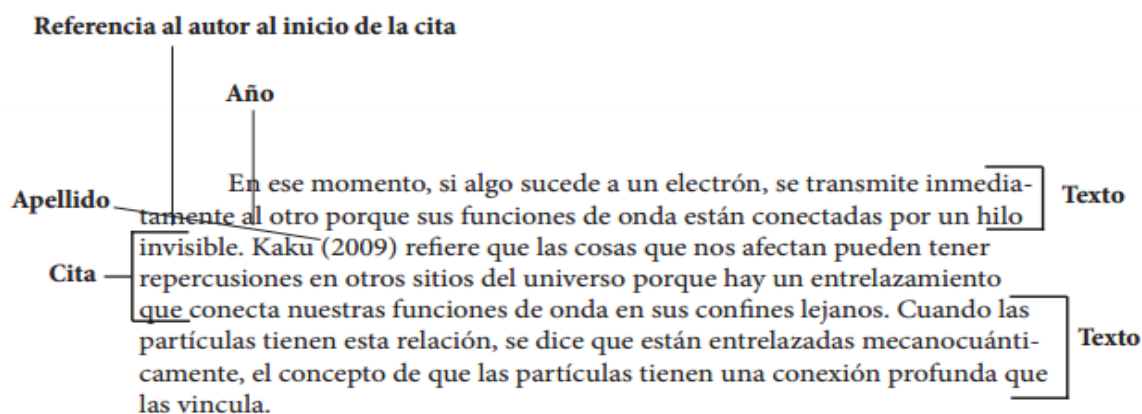 Referencia al autor al inicio de la cita
Año
Apellido
En ese momento, si algo sucede a un electrón, se transmite inmedia-
tamente al otro porque sus funciones de onda están conectadas por un hilo
invisible. Kaku (2009) refiere que las cosas que nos afectan pueden tener
repercusiones en otros sitios del universo porque hay un entrelazamiento
que conecta nuestras funciones de onda en sus confines lejanos. Cuando las
partículas tienen esta relación, se dice que están entrelazadas mecanocuánti-
camente, el concepto de que las partículas tienen una conexión profunda que
las vincula.
Texto
Cita
Texto